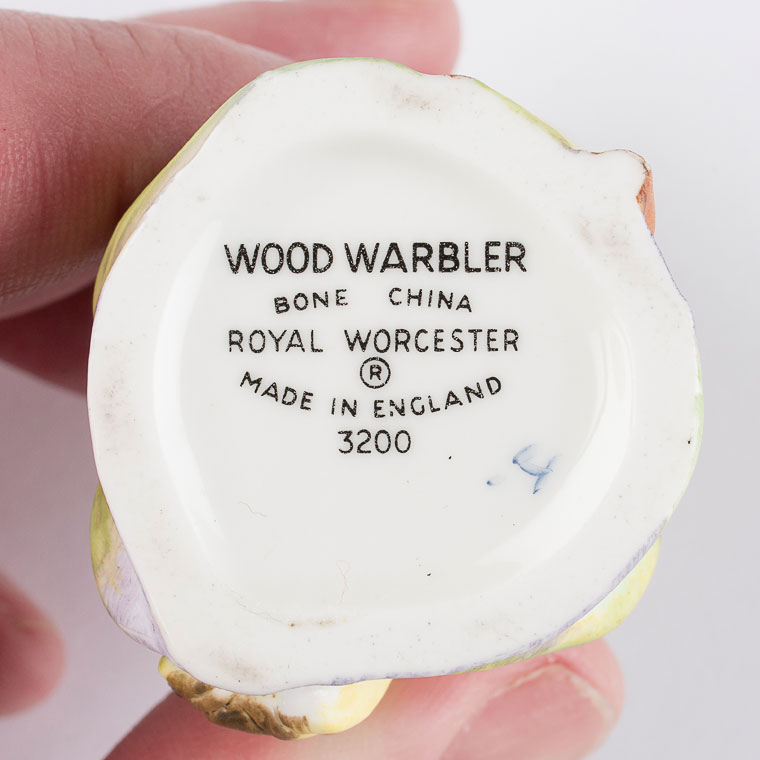 WOOD WARBLER
BONE CHINA
ROYAL WORCESTER
®
MADE IN ENGLAND
3200